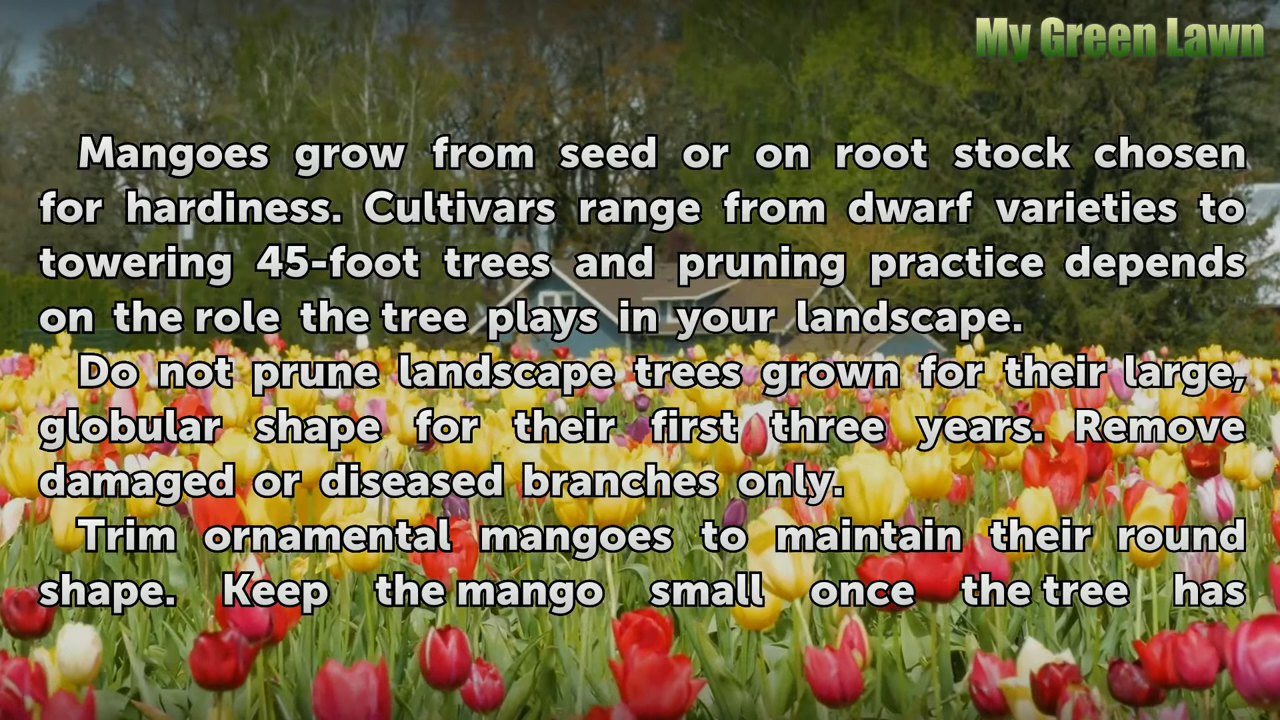 My Green Lawn
Mangoes grow from seed or on root stock chosen
for hardiness. Cultivars range from dwarf varieties to
towering 45-foot trees and pruning practice depends
on the role the tree plays in your landscape.
Do not prune landscape trees grown for their large,
globular shape for their first three years. Remove
damaged or diseased branches only.
Trim ornamental mangoes to maintain their round
shape. Keep the mango small once the tree has